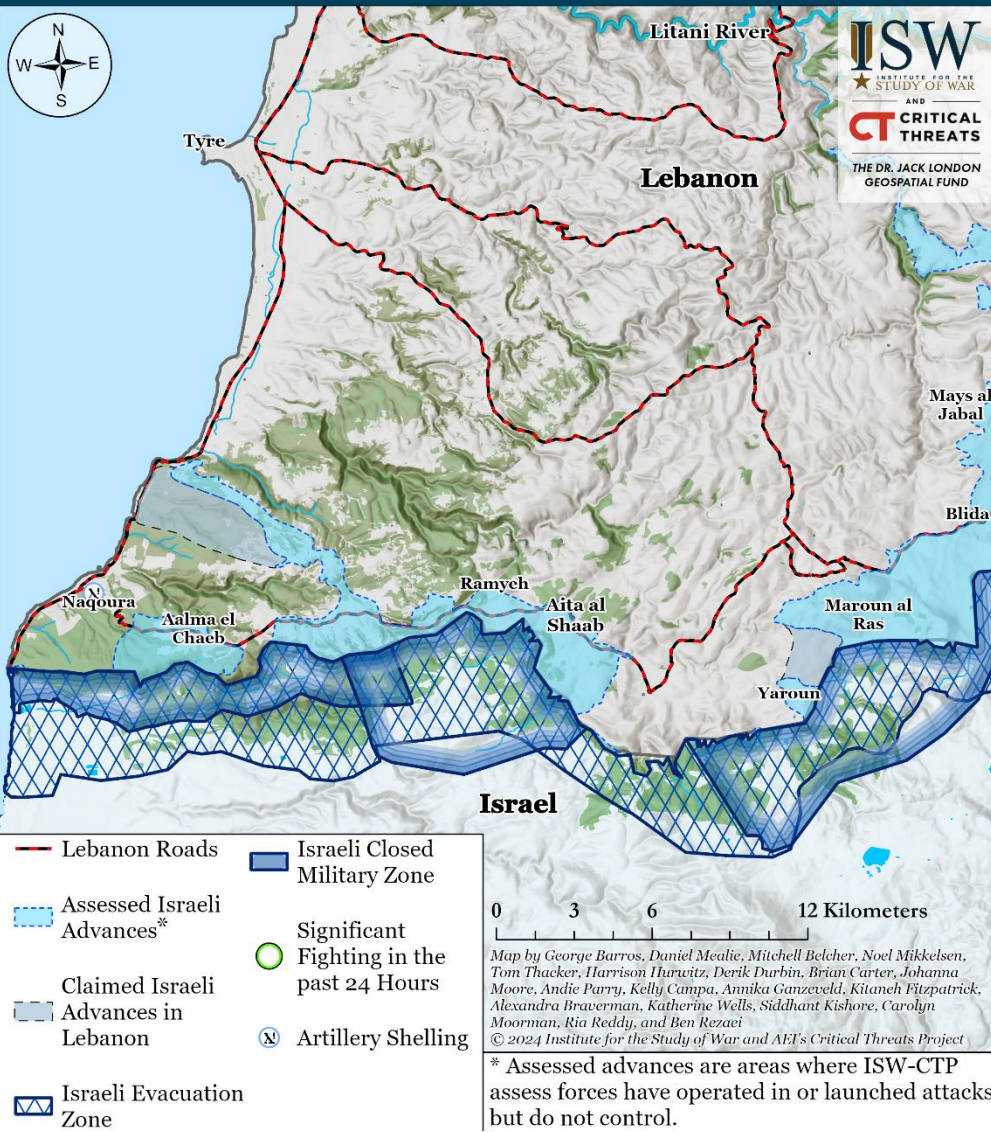 N
W
E
S
Litani River
ISW
INSTITUTE FOR THE
STUDY OF WAR
AND
CT CRITICAL
THREATS
THE DR. JACK LONDON
GEOSPATIAL FUND
Tyre
Lebanon
Mays al
Jabal
Blida
Ramyeh
Naqoura
Aalma el
Chaeb
Aita al
Shaab
Maroun al
Ras
Yaroun
Israel
Lebanon Roads
Assessed Israeli
Advances*
Claimed Israeli
Advances in
Lebanon
Israeli Evacuation
Zone
Israeli Closed
Military Zone
Significant
Fighting in the
past 24 Hours
Artillery Shelling
0 3 6 12 Kilometers
Map by George Barros, Daniel Mealie, Mitchell Belcher, Noel Mikkelsen,
Tom Thacker, Harrison Hurwitz, Derik Durbin, Brian Carter, Johanna
Moore, Andie Parry, Kelly Campa, Annika Ganzeveld, Kitaneh Fitzpatrick,
Alexandra Braverman, Katherine Wells, Siddhant Kishore, Carolyn
Moorman, Ria Reddy, and Ben Rezaei
© 2024 Institute for the Study of War and AEI's Critical Threats Project
* Assessed advances are areas where ISW-CTP
assess forces have operated in or launched attacks
but do not control.